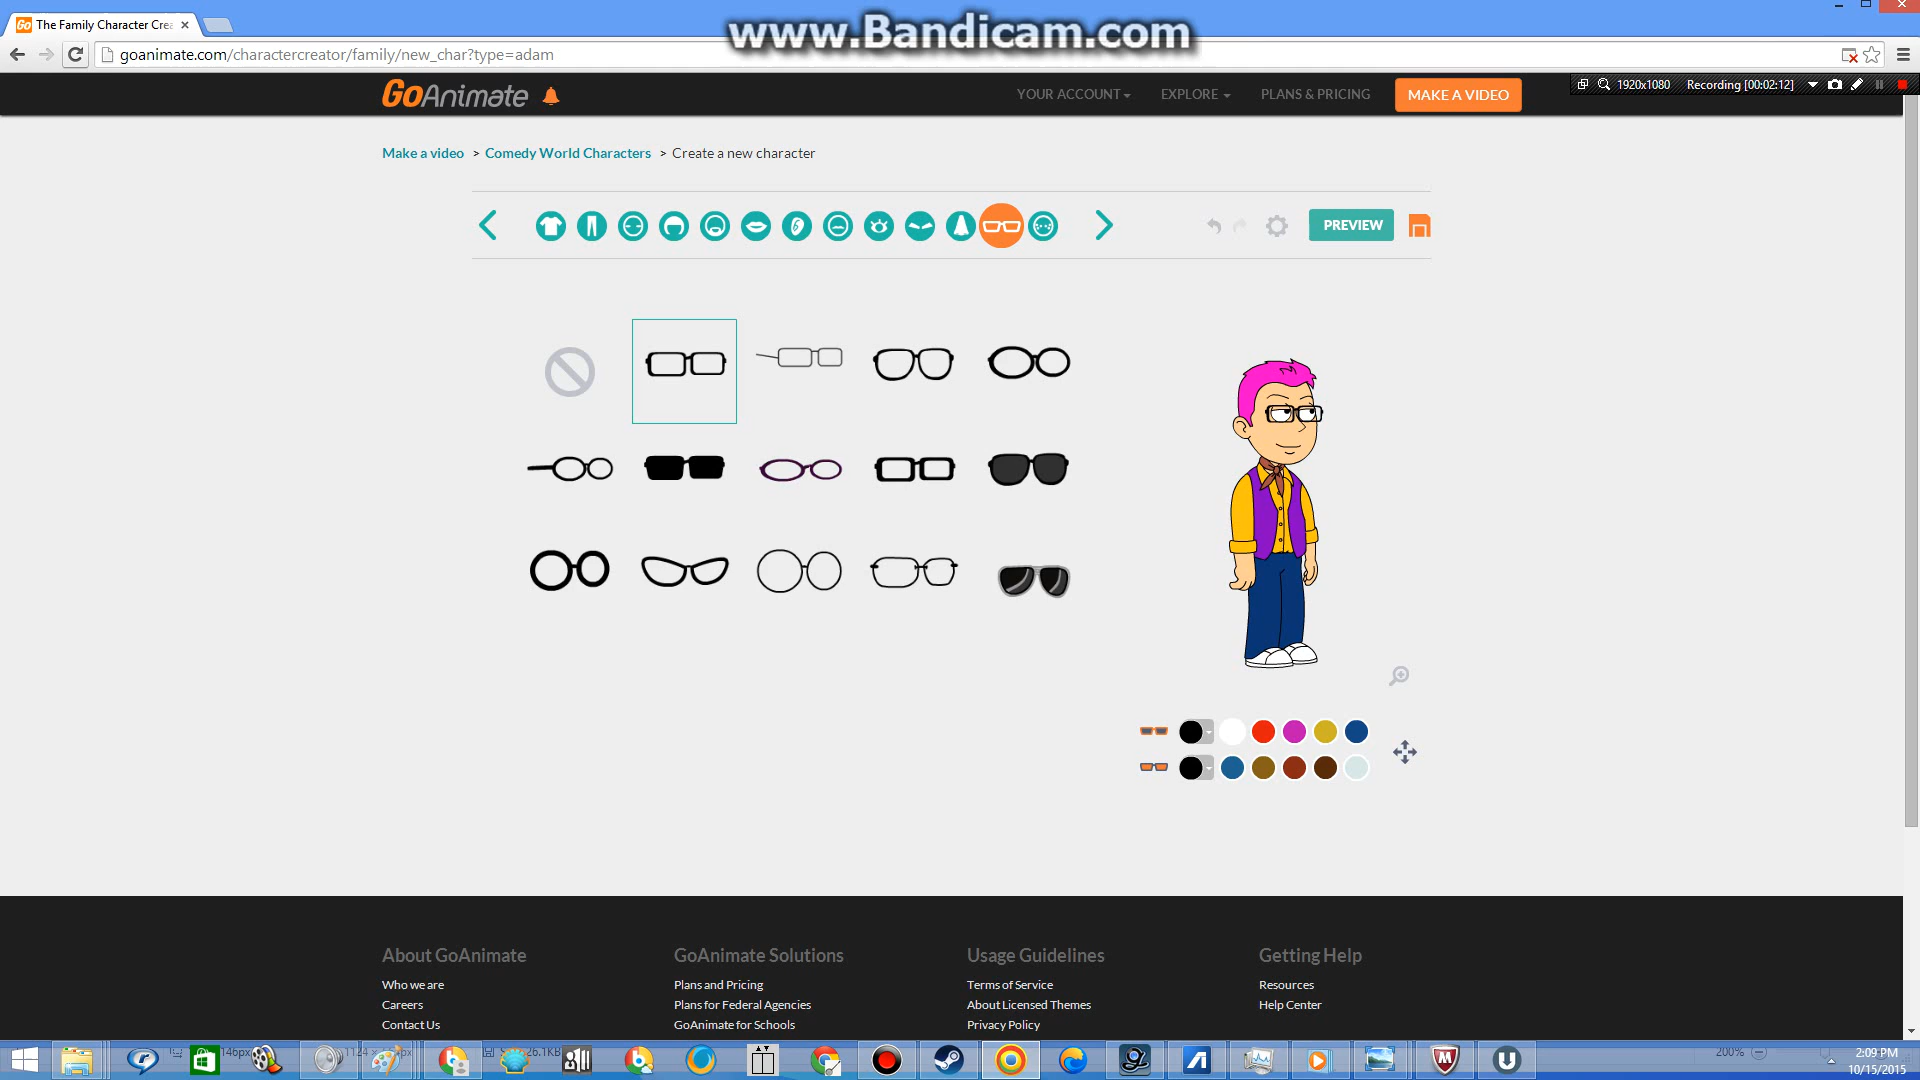 The Family Character Crea
www.Bandicam.com
goanimate.com/charactercreator/family/new_char?type=adam
GoAnimate
YOUR ACCOUNT
EXPLORE
PLANS & PRICING
MAKE A VIDEO
1920x1080
Recording [00:02:12]
Make a video > Comedy World Characters > Create a new character
PREVIEW
About GoAnimate
Who we are
Careers
Contact Us
GoAnimate Solutions
Plans and Pricing
Plans for Federal Agencies
GoAnimate for Schools
Usage Guidelines
Terms of Service
About Licensed Themes
Privacy Policy
Getting Help
Resources
Help Center
200%
2:09 PM
10/15/2015